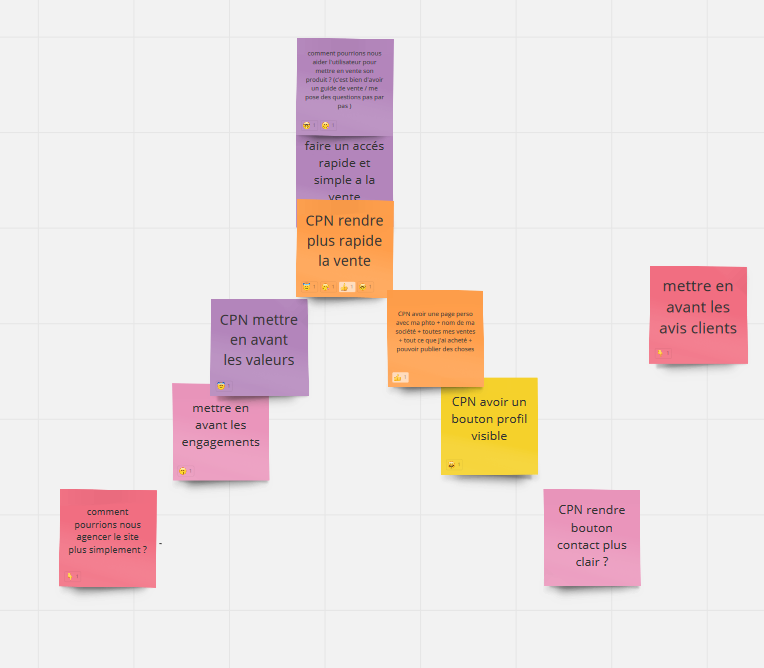 comment pourrions nous
aider l'utilisateur pour
mettre en vente son
produit ? (c'est bien d'avoir
un guide de vente / me
pose des questions pas par
pas )
faire un accés
rapide et
simple a la
vente
CPN rendre
plus rapide
la vente
mettre en
avant les
avis clients
CPN mettre
en avant
les valeurs
CPN avoir une page perso
avec ma phto + nom de ma
société + toutes mes ventes
+ tout ce que j'ai acheté +
pouvoir publier des choses
mettre en
avant les
engagements
CPN avoir un
bouton profil
visible
comment
pourrions nous
agencer le site
plus simplement ?
-
CPN rendre
bouton
contact plus
clair ?